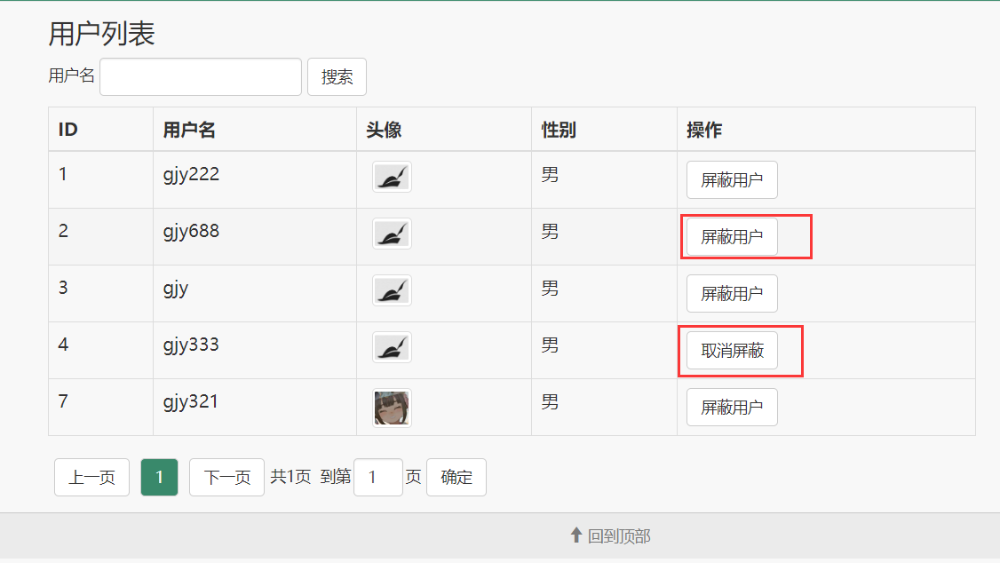 用户列表
用户名 搜索
ID 用户名 头像 性别 操作
1 gjy222 男 屏蔽用户
2 gjy688 男 屏蔽用户
3 gjy 男 屏蔽用户
4 gjy333 男 取消屏蔽
7 gjy321 男 屏蔽用户
上一页 1 下一页 共1页 到第 1 页 确定
回到顶部